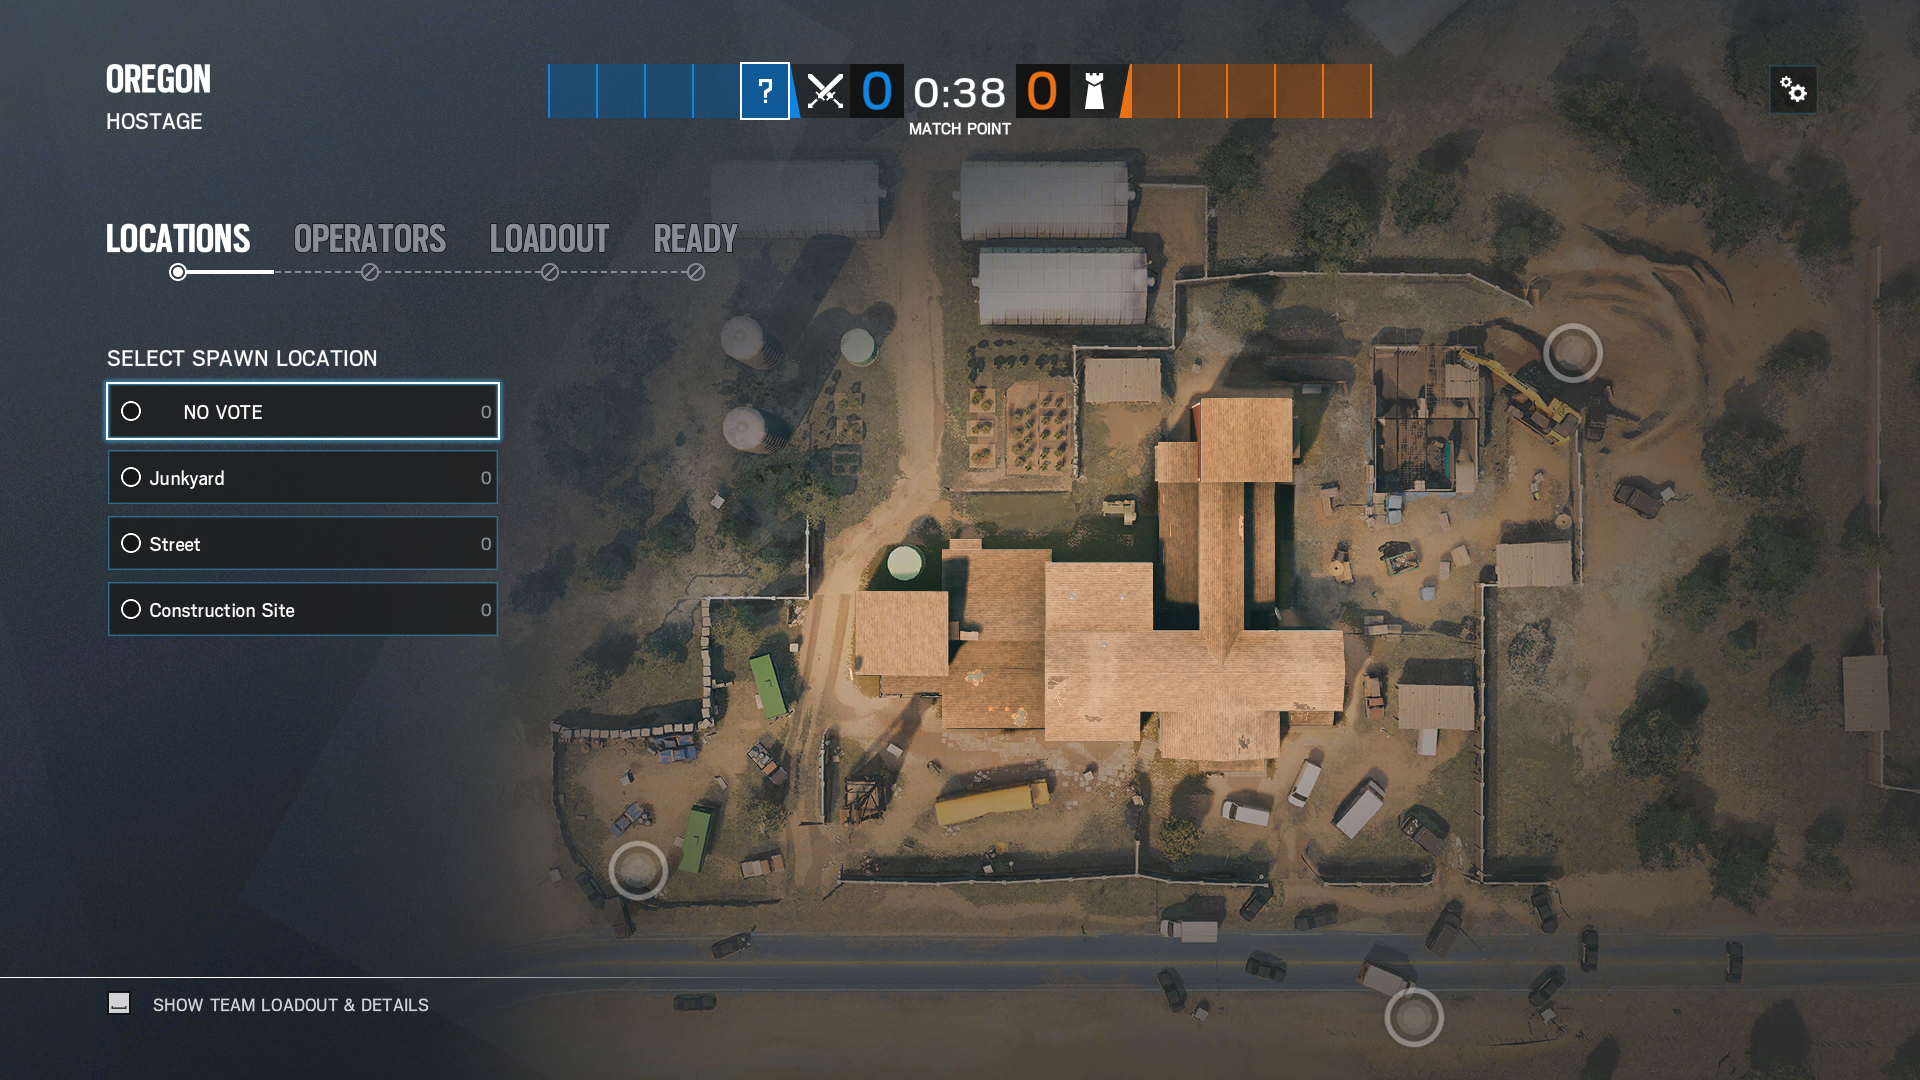 OREGON
HOSTAGE
?
0
0:38
0
MATCH POINT
LOCATIONS
OPERATORS
LOADOUT
READY
SELECT SPAWN LOCATION
NO VOTE 0
Junkyard 0
Street 0
Construction Site 0
SHOW TEAM LOADOUT & DETAILS